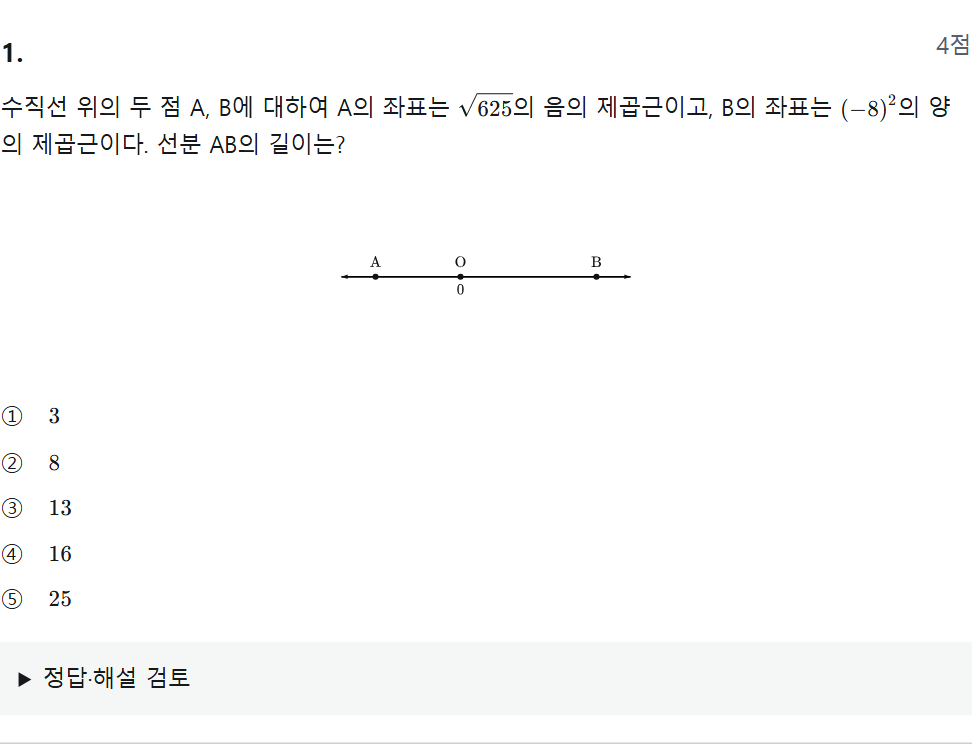 4점
1.
수직선 위의 두 점 A, B에 대하여 A의 좌표는 √625의 음의 제곱근이고, B의 좌표는 (−8)²의 양
의 제곱근이다. 선분 AB의 길이는?
A O B
0
① 3
② 8
③ 13
④ 16
⑤ 25
▶ 정답·해설 검토